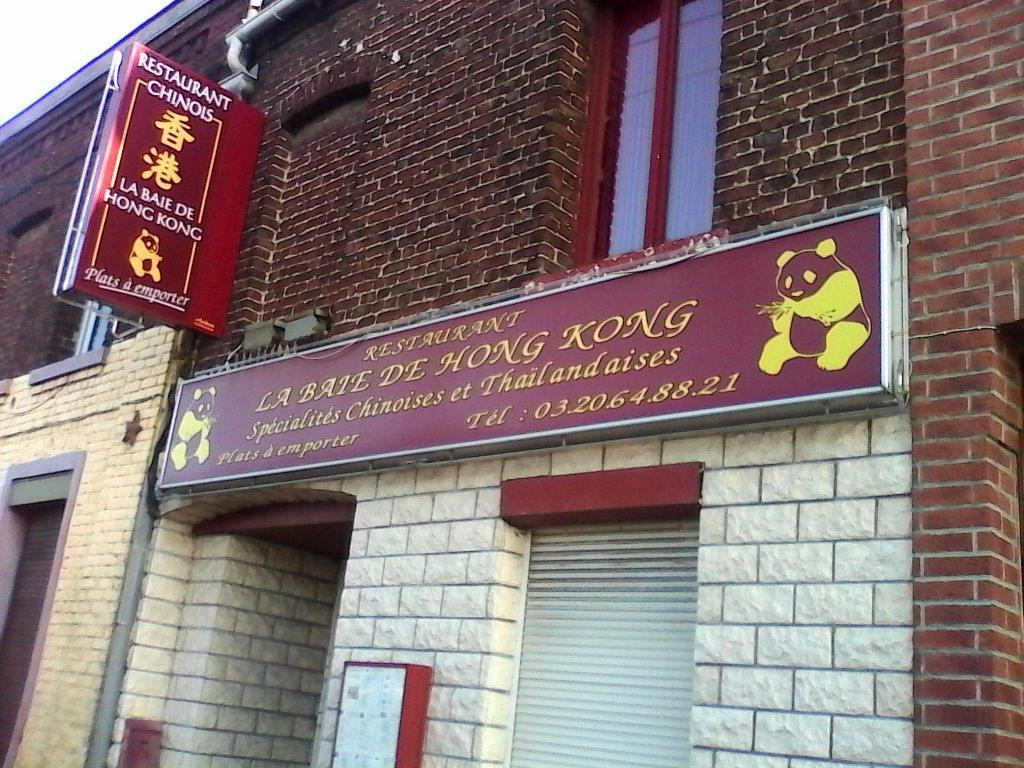 RESTAURANT
CHINOIS
香
港
LA BAIE DE
HONG KONG
Plats à emporter
RESTAURANT
LA BAIE DE HONG KONG
Spécialités Chinoises et Thaïlandaises
Plats à emporter
Tél : 03.20.64.88.21